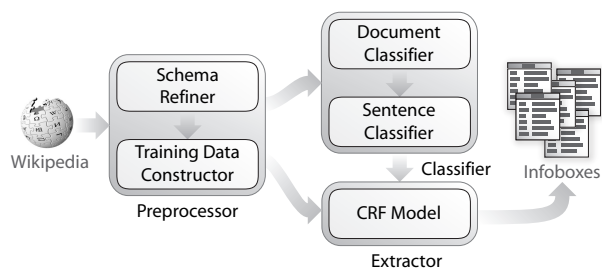 Wikipedia
Schema
Refiner
Training Data
Constructor
Preprocessor
Document
Classifier
Sentence
Classifier
Classifier
CRF Model
Extractor
Infoboxes